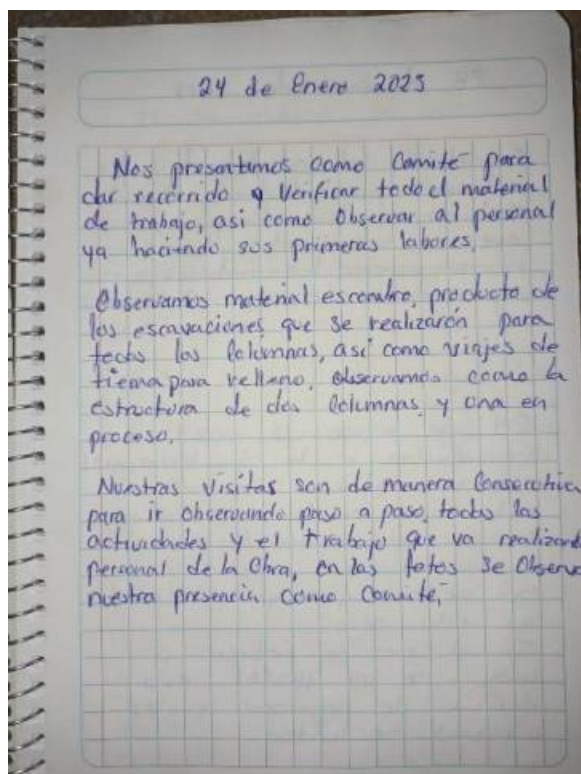 24 de Enero 2025
Nos presentamos como Comité para
dar recorrido y Verificar todo el material
de trabajo, asi como Observar al personal
ya haciendo sus primeras labores.
Observamos material escombro, producto de
las escavaciones que se realizaron para
todas las Columnas, así como viajes de
tierra para relleno, observamos como la
estructura de dos Columnas y una en
proceso.
Nuestras Visitas son de manera Consecutiva
para ir observando paso a paso, todas las
actividades y el trabajo que va realizando
personal de la Obra, en las fotos se Observa
nuestra presencia como Comite,